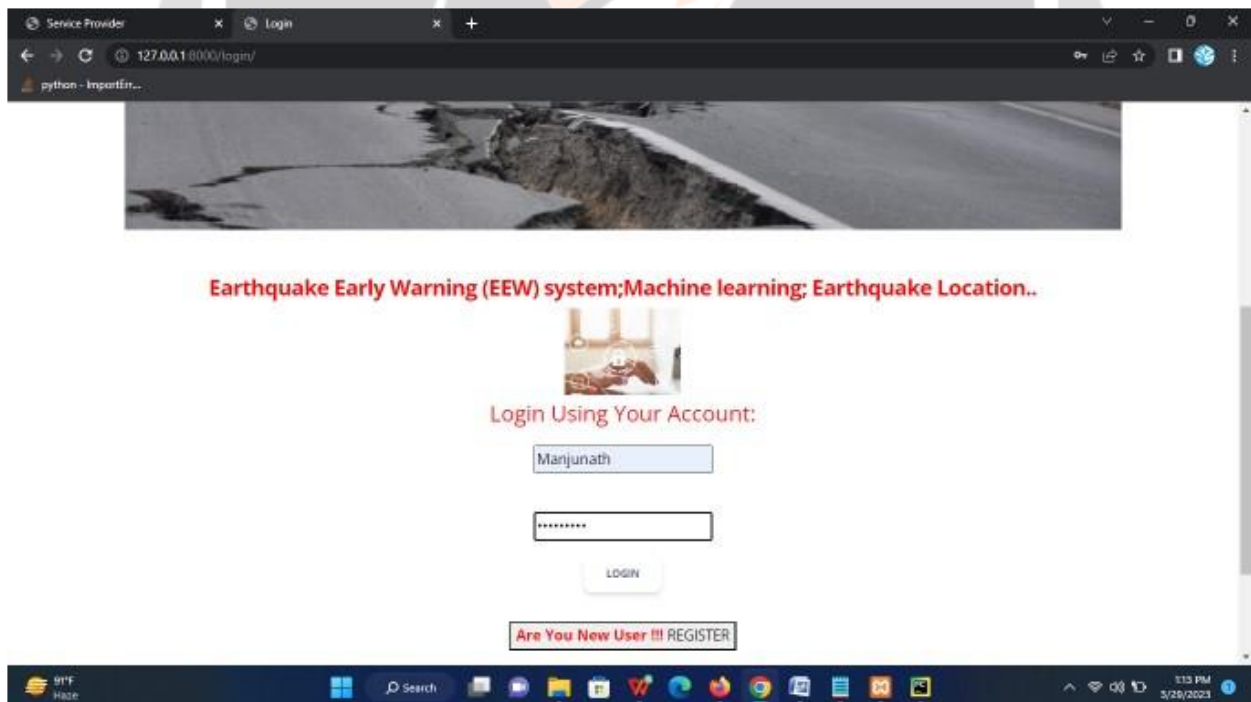 Service Provider Login
127.0.0.1:8000/login/
python - ImportErr...
Earthquake Early Warning (EEW) system;Machine learning; Earthquake Location..
Login Using Your Account:
Manjunath
•••••••••
LOGIN
Are You New User !!! REGISTER
91°F
Haze
Search
1:13 PM
5/29/2023